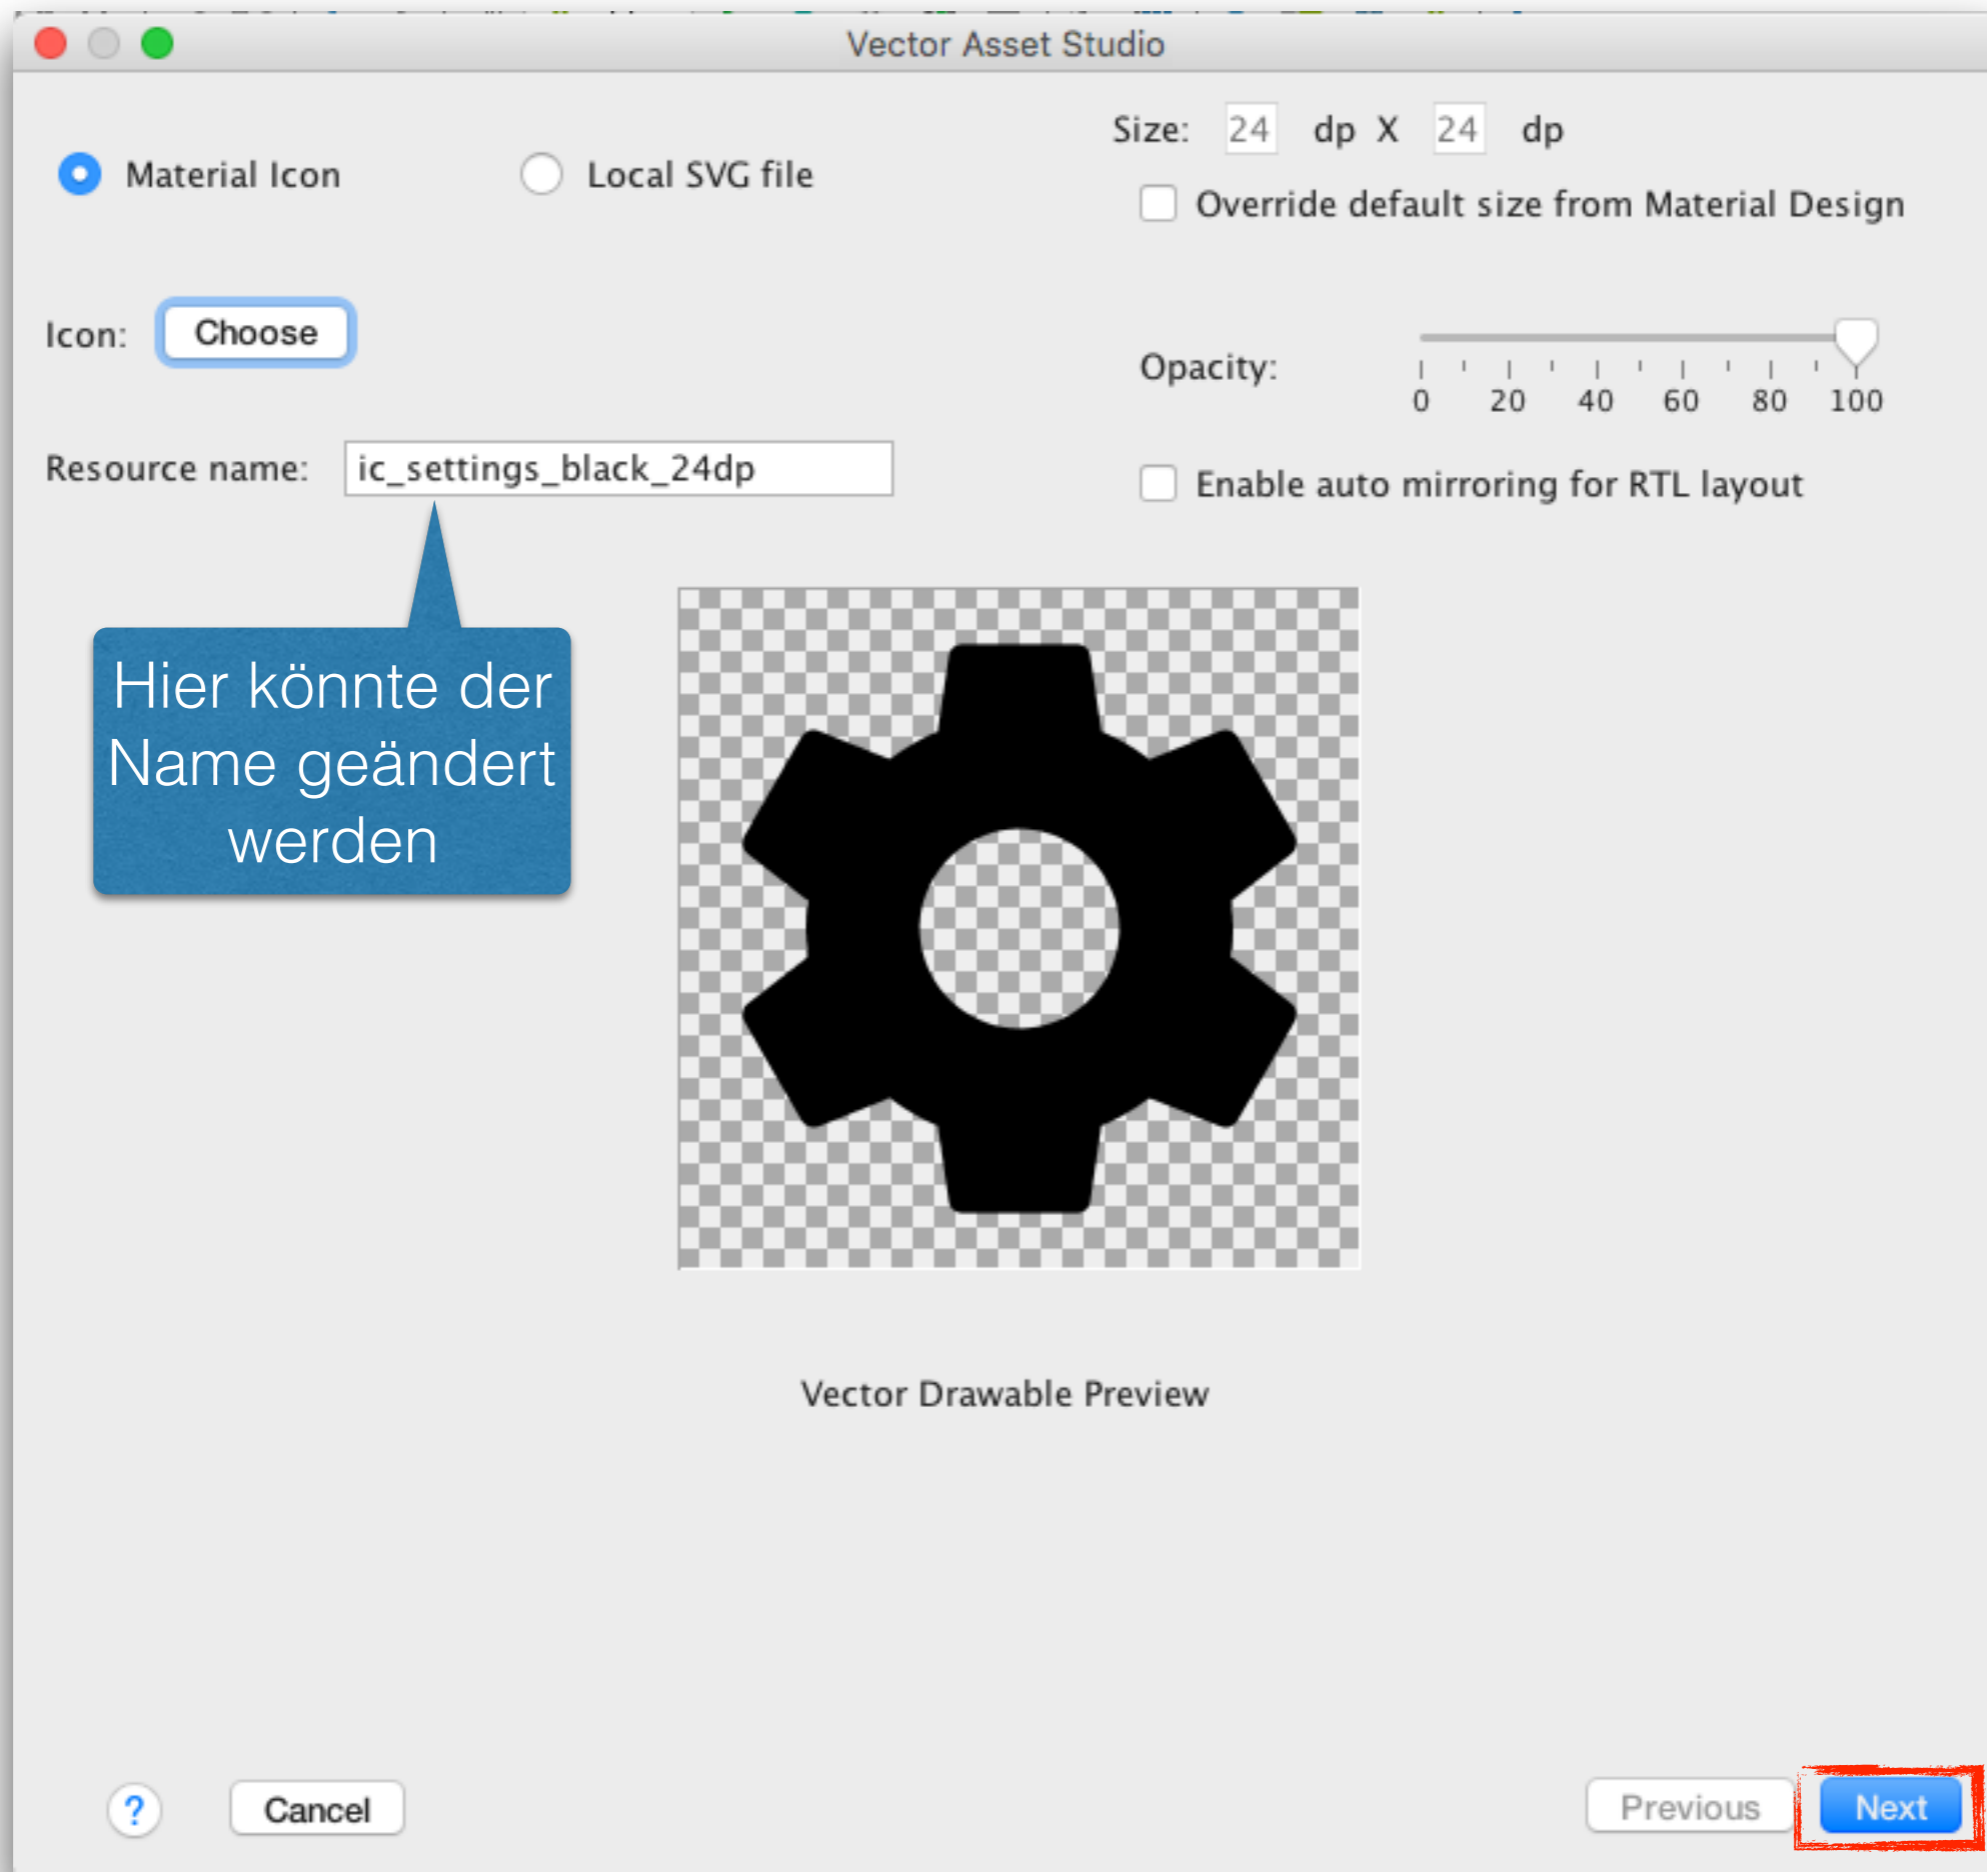 Vector Asset Studio
Material Icon
Local SVG file
Size: 24 dp X 24 dp
Override default size from Material Design
Icon: Choose
Opacity:
0 20 40 60 80 100
Resource name: ic_settings_black_24dp
Enable auto mirroring for RTL layout
Hier könnte der
Name geändert
werden
Vector Drawable Preview
? Cancel
Previous
Next